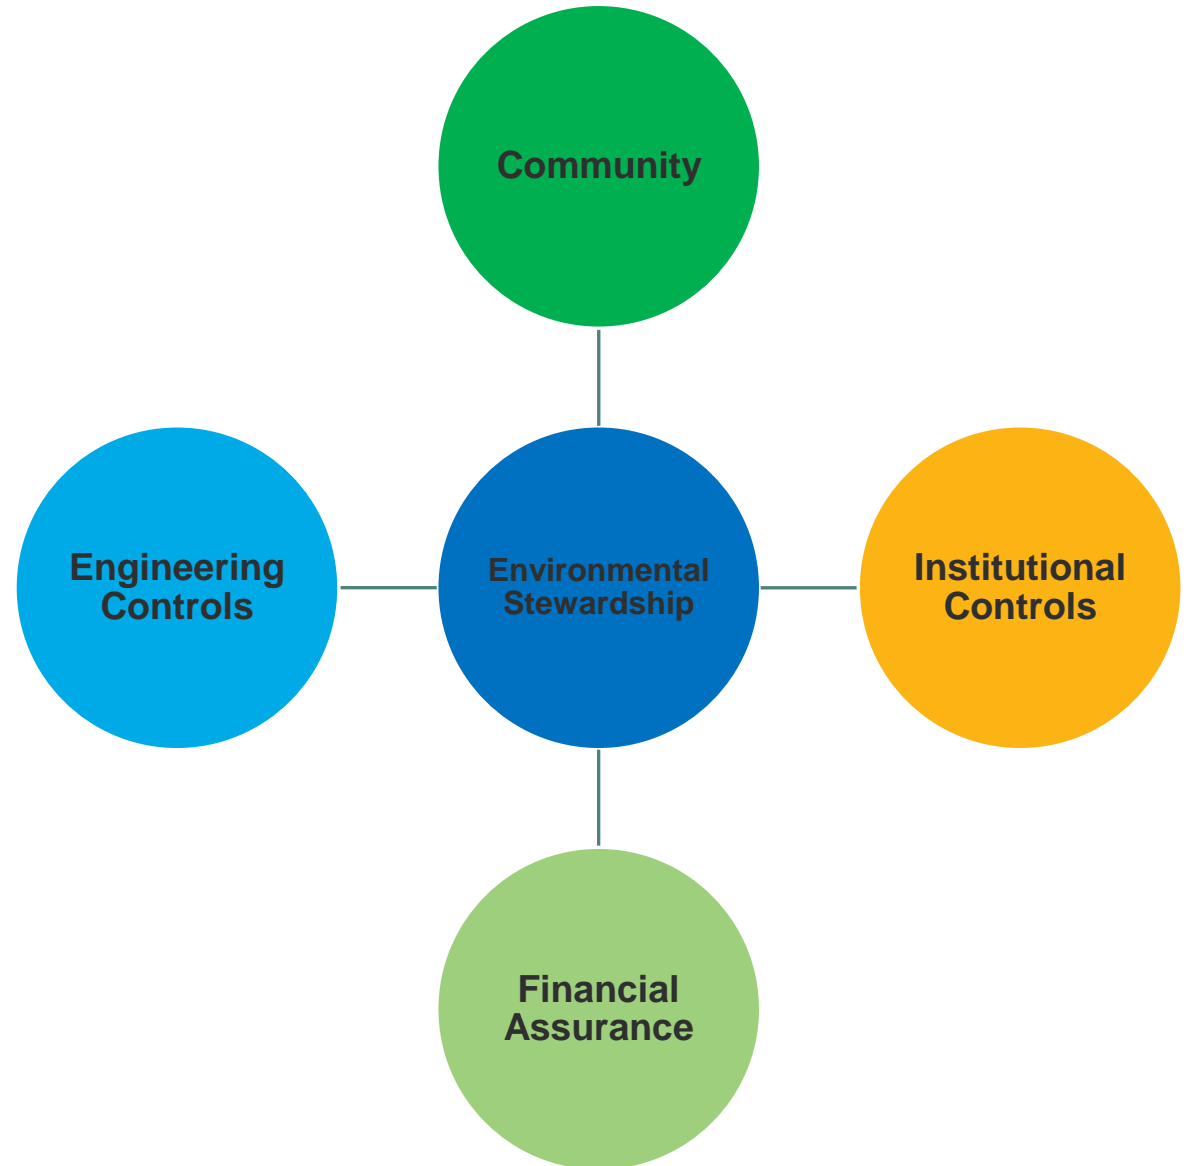 Community
Engineering
Controls
Environmental
Stewardship
Institutional
Controls
Financial
Assurance